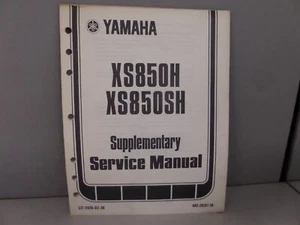 YAMAHA
XS850H
XS850SH
Supplementary
Service Manual